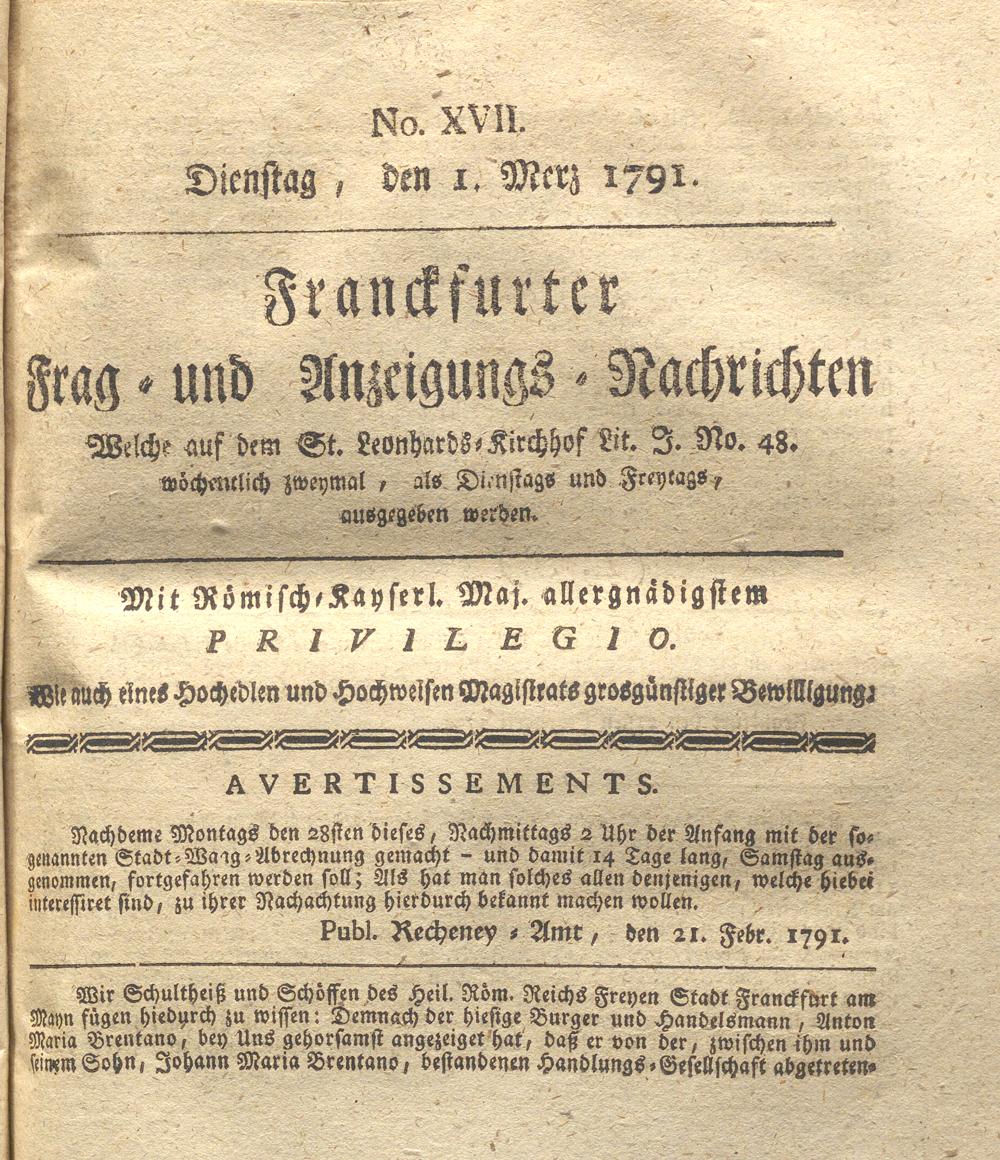 No. XVII.
Dienstag, den 1. Merz 1791.
Franckfurter
Frag- und Anzeigungs-Nachrichten
Welche auf dem St. Leonhards-Kirchhof Lit. J. No. 48.
wöchentlich zweymal, als Dienstags und Freytags,
ausgegeben werden.
Mit Römisch-Kayserl. Maj. allergnädigstem
PRIVILEGIO.
Wie auch eines Hochedlen und Hochweisen Magistrats grosgünstiger Bewilligung.
AVERTISSEMENTS.
Nachdeme Montags den 28sten dieses, Nachmittags 2 Uhr der Anfang mit der so-
genannten Stadt-Waag-Abrechnung gemacht – und damit 14 Tage lang, Samstag aus-
genommen, fortgefahren werden soll; Als hat man solches allen denjenigen, welche hiebei
interessiret sind, zu ihrer Nachachtung hierdurch bekannt machen wollen.
Publ. Recheney-Amt, den 21. Febr. 1791.
Wir Schultheiß und Schöffen des Heil. Röm. Reichs Freyen Stadt Franckfurt am
Mayn fügen hiedurch zu wissen: Demnach der hiesige Burger und Handelsmann, Anton
Maria Brentano, bey Uns gehorsamst angezeiget hat, daß er von der, zwischen ihm und
seinem Sohn, Johann Maria Brentano, bestandenen Handlungs-Gesellschaft abgetreten-